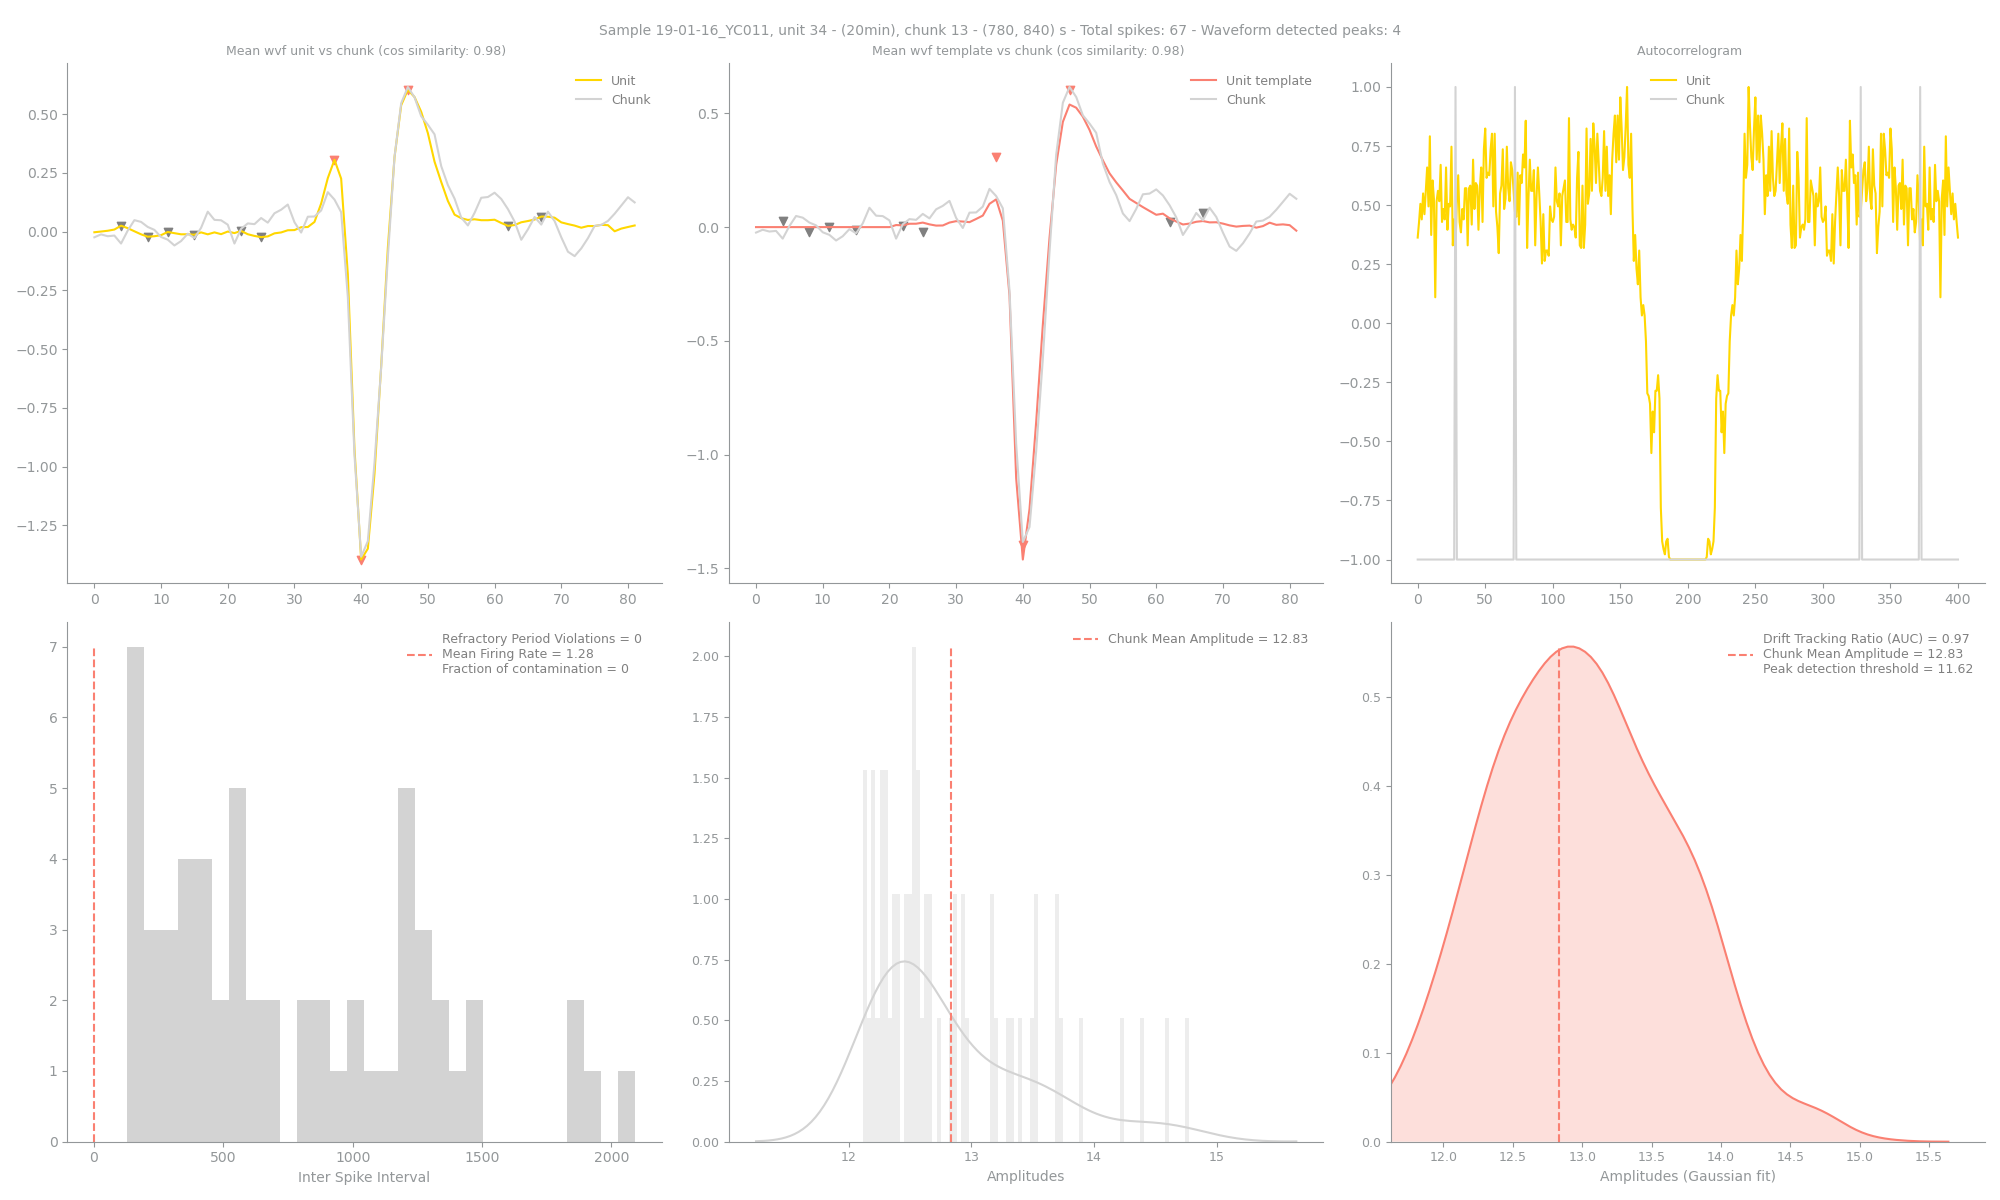 Sample 19-01-16_YC011, unit 34 - (20min), chunk 13 - (780, 840) s - Total spikes: 67 - Waveform detected peaks: 4
Mean wvf unit vs chunk (cos similarity: 0.98)
Unit
Chunk
0.50
0.25
0.00
−0.25
−0.50
−0.75
−1.00
−1.25
0 10 20 30 40 50 60 70 80
Mean wvf template vs chunk (cos similarity: 0.98)
Unit template
Chunk
0.5
0.0
−0.5
−1.0
−1.5
0 10 20 30 40 50 60 70 80
Autocorrelogram
Unit
Chunk
1.00
0.75
0.50
0.25
0.00
−0.25
−0.50
−0.75
−1.00
0 50 100 150 200 250 300 350 400
Refractory Period Violations = 0
Mean Firing Rate = 1.28
Fraction of contamination = 0
7
6
5
4
3
2
1
0
0 500 1000 1500 2000
Inter Spike Interval
Chunk Mean Amplitude = 12.83
2.00
1.75
1.50
1.25
1.00
0.75
0.50
0.25
0.00
12 13 14 15
Amplitudes
Drift Tracking Ratio (AUC) = 0.97
Chunk Mean Amplitude = 12.83
Peak detection threshold = 11.62
0.5
0.4
0.3
0.2
0.1
0.0
12.0 12.5 13.0 13.5 14.0 14.5 15.0 15.5
Amplitudes (Gaussian fit)